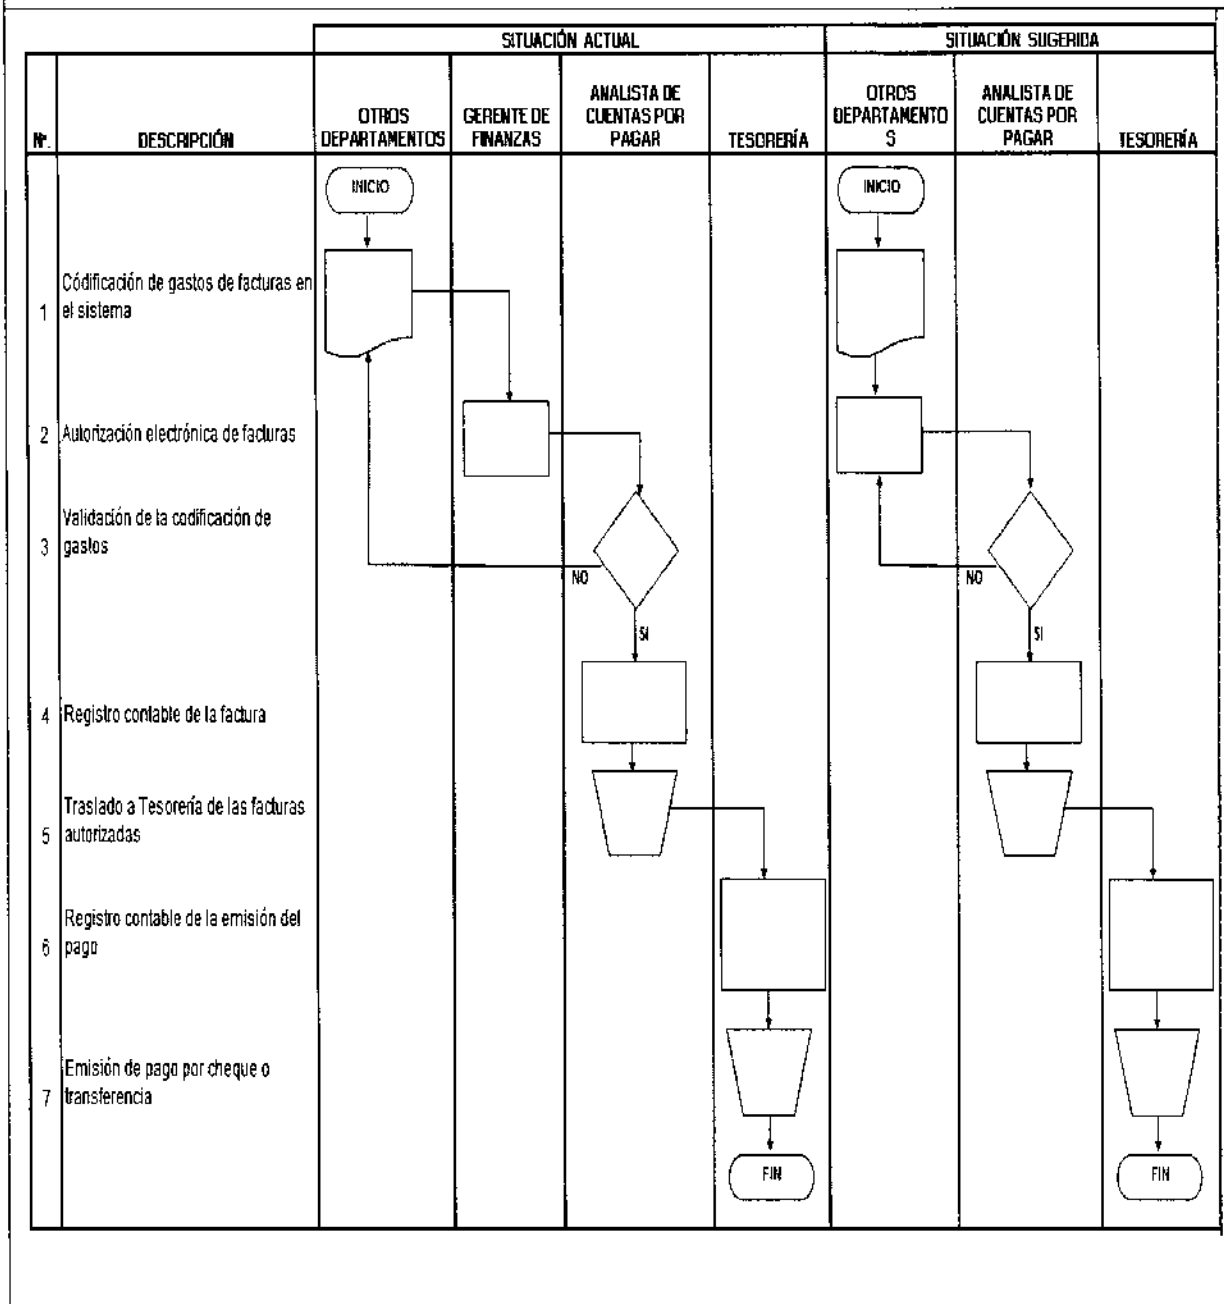 SITUACIÓN ACTUAL
SITUACIÓN SUGERIDA
Nº.
DESCRIPCIÓN
OTROS
DEPARTAMENTOS
GERENTE DE
FINANZAS
ANALISTA DE
CUENTAS POR
PAGAR
TESORERÍA
OTROS
DEPARTAMENTO
S
ANALISTA DE
CUENTAS POR
PAGAR
TESORERÍA
INICIO
INICIO
1
Códificación de gastos de facturas en
el sistema
2
Autorización electrónica de facturas
3
Validación de la codificación de
gastos
NO
NO
SI
SI
4
Registro contable de la factura
5
Traslado a Tesorería de las facturas
autorizadas
6
Registro contable de la emisión del
pago
7
Emisión de pago por cheque o
transferencia
FIN
FIN